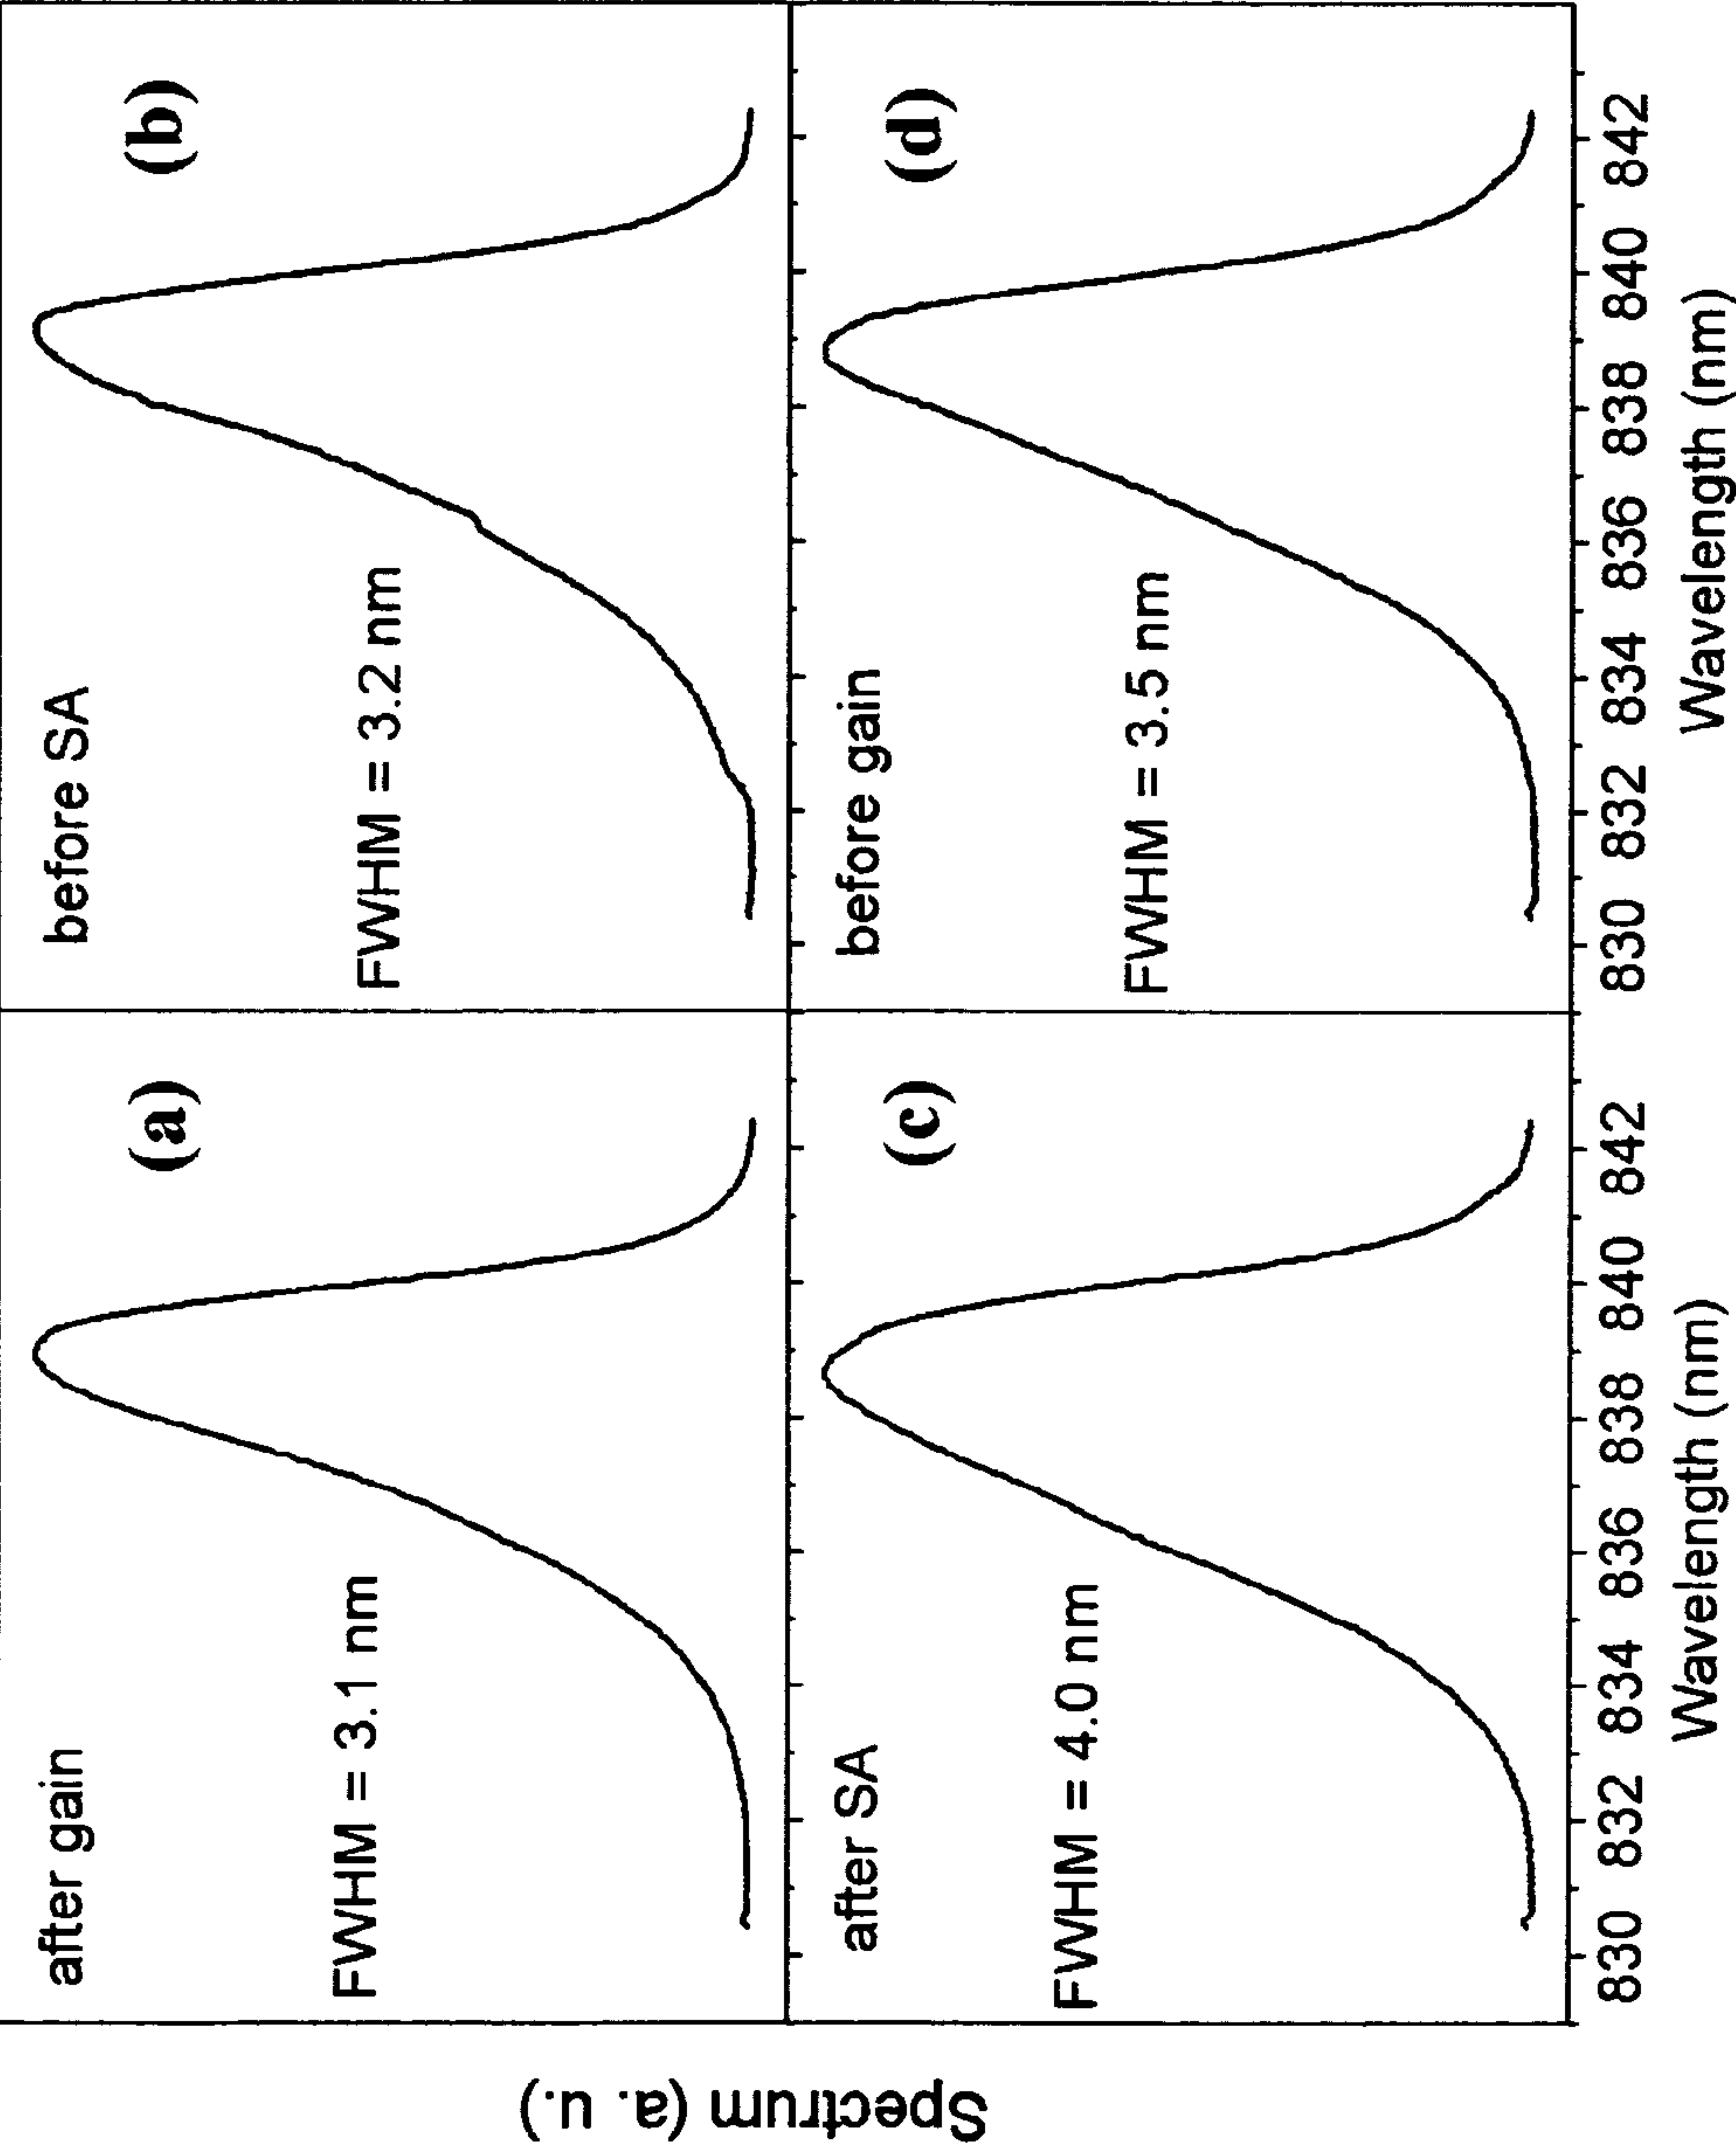 Spectrum (a. u.)
after gain
(a)
FWHM = 3.1 nm
before SA
(b)
FWHM = 3.2 nm
after SA
(c)
FWHM = 4.0 nm
before gain
(d)
FWHM = 3.5 nm
830 832 834 836 838 840 842
830 832 834 836 838 840 842
Wavelength (nm)
Wavelength (nm)